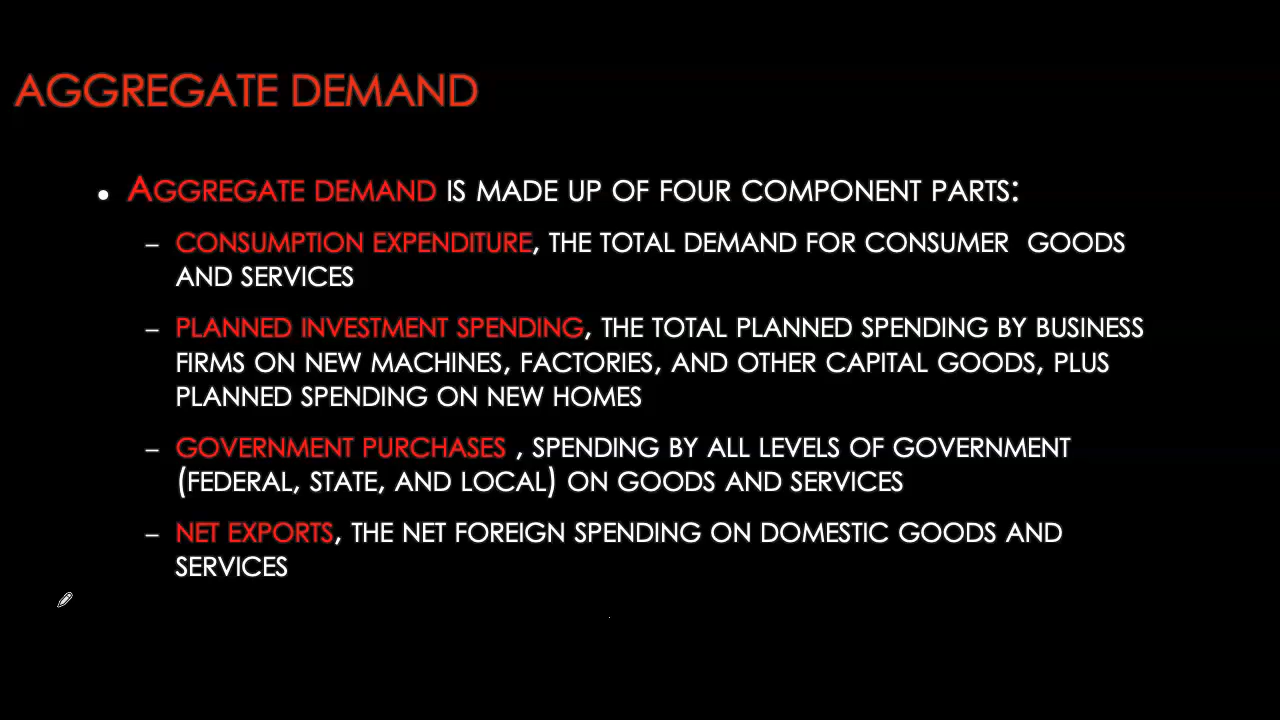 AGGREGATE DEMAND
• AGGREGATE DEMAND IS MADE UP OF FOUR COMPONENT PARTS:
– CONSUMPTION EXPENDITURE, THE TOTAL DEMAND FOR CONSUMER GOODS
AND SERVICES
– PLANNED INVESTMENT SPENDING, THE TOTAL PLANNED SPENDING BY BUSINESS
FIRMS ON NEW MACHINES, FACTORIES, AND OTHER CAPITAL GOODS, PLUS
PLANNED SPENDING ON NEW HOMES
– GOVERNMENT PURCHASES , SPENDING BY ALL LEVELS OF GOVERNMENT
(FEDERAL, STATE, AND LOCAL) ON GOODS AND SERVICES
– NET EXPORTS, THE NET FOREIGN SPENDING ON DOMESTIC GOODS AND
SERVICES